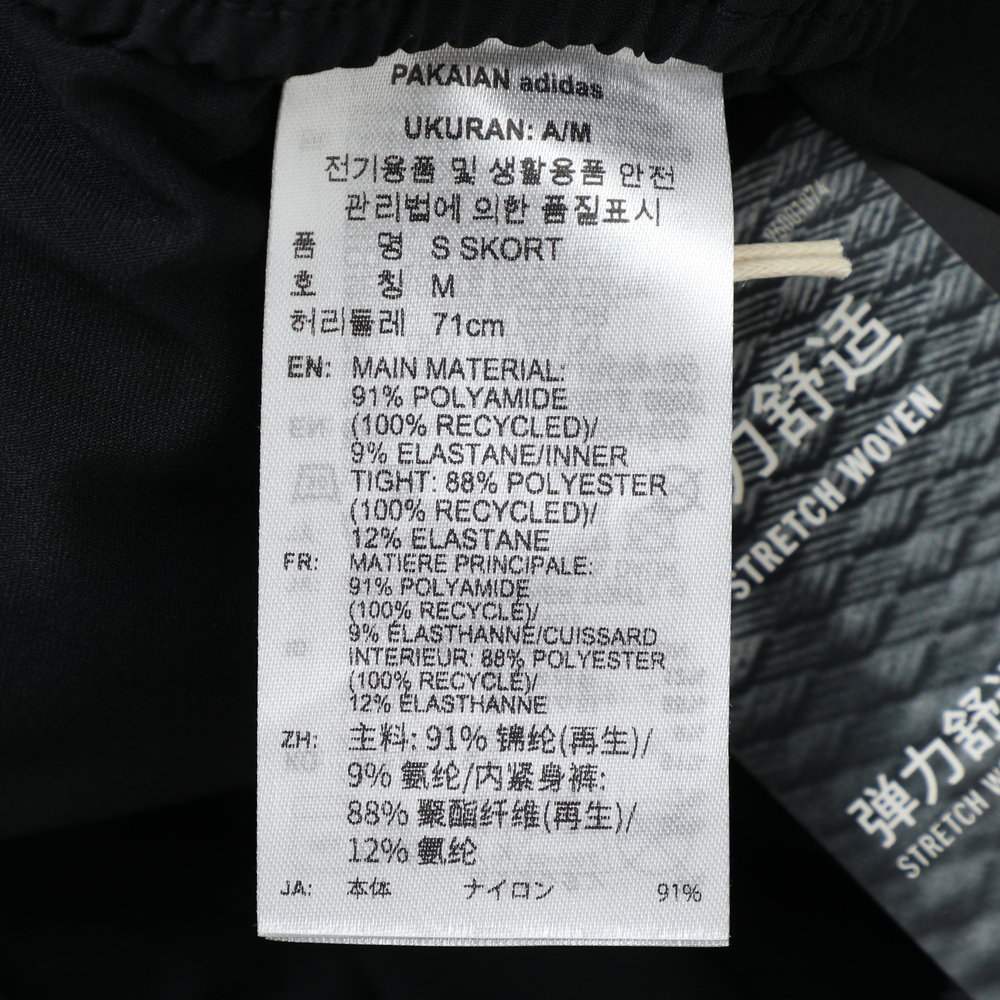 PAKAIAN adidas
UKURAN: A/M
전기용품 및 생활용품 안전
관리법에 의한 품질표시
품 명 S SKORT
호 칭 M
허리둘레 71cm
EN: MAIN MATERIAL:
91% POLYAMIDE
(100% RECYCLED)/
9% ELASTANE/INNER
TIGHT: 88% POLYESTER
(100% RECYCLED)/
12% ELASTANE
FR: MATIERE PRINCIPALE:
91% POLYAMIDE
(100% RECYCLÉ)/
9% ÉLASTHANNE/CUISSARD
INTERIEUR: 88% POLYESTER
(100% RECYCLÉ)/
12% ÉLASTHANNE
ZH: 主料: 91% 锦纶(再生)/
9% 氨纶/内紧身裤:
88% 聚酯纤维(再生)/
12% 氨纶
JA: 本体 ナイロン 91%
力舒适
STRETCH WOVEN
弹力舒
STRETCH